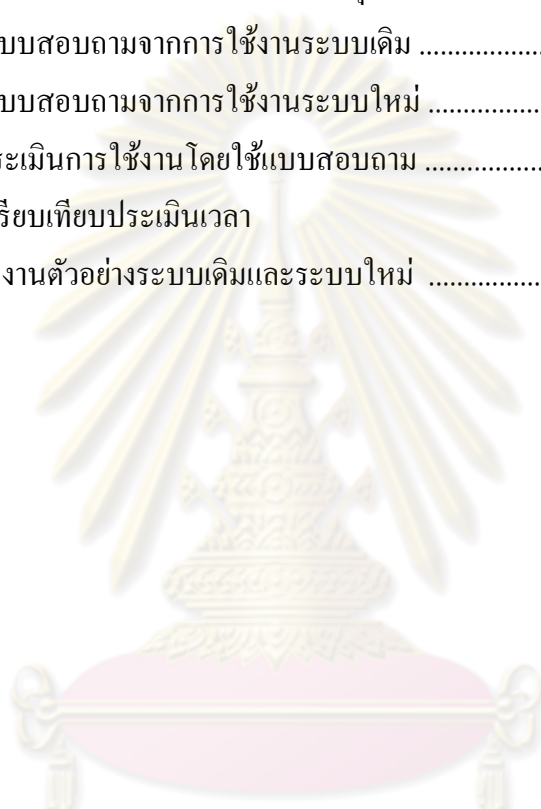 บบสอบถามจากการใช้งานระบบเดิม ..................
บบสอบถามจากการใช้งานระบบใหม่ ................
ระเมินการใช้งานโดยใช้แบบสอบถาม .................
รียบเทียบประเมินเวลา
งานตัวอย่างระบบเดิมและระบบใหม่ ................